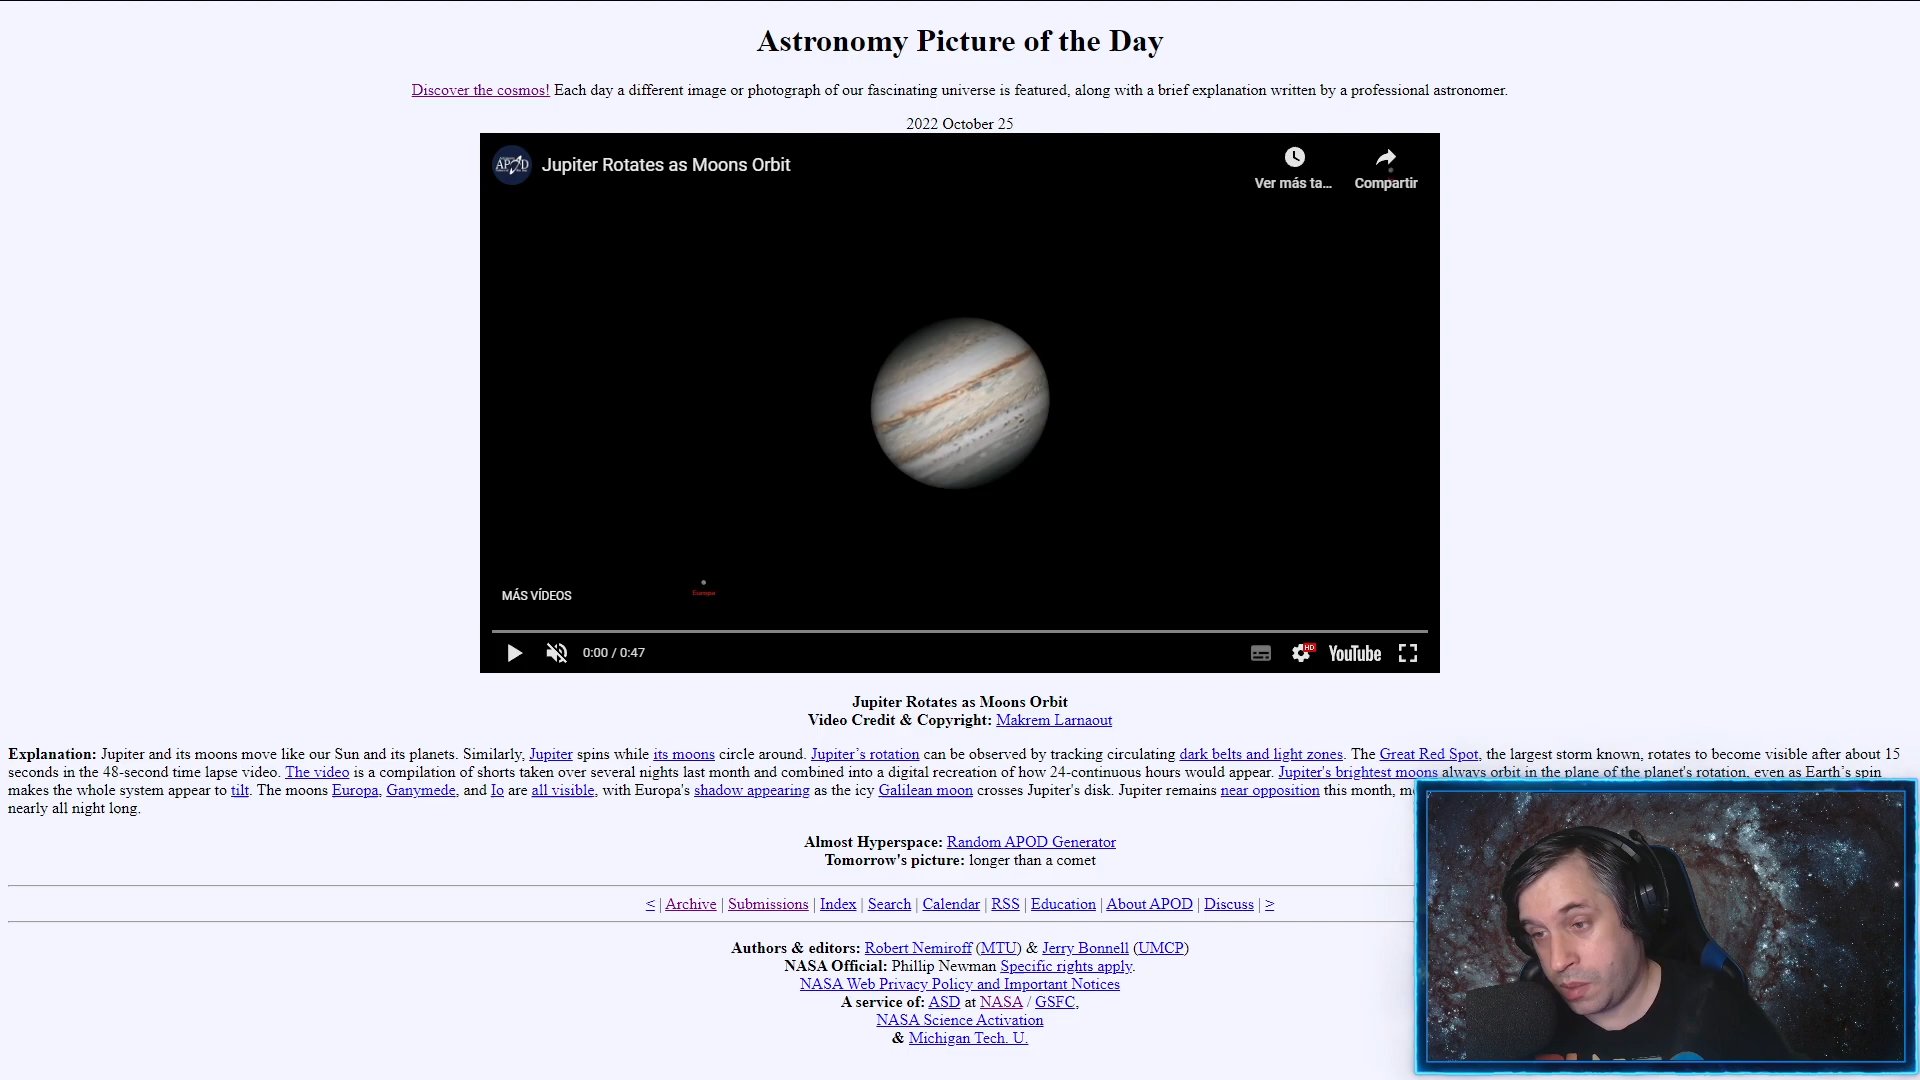 Astronomy Picture of the Day
Discover the cosmos! Each day a different image or photograph of our fascinating universe is featured, along with a brief explanation written by a professional astronomer.
2022 October 25
APOD
Jupiter Rotates as Moons Orbit
Ver más ta...
Compartir
Europa
MÁS VÍDEOS
0:00 / 0:47
HD
YouTube
Jupiter Rotates as Moons Orbit
Video Credit & Copyright: Makrem Larnaout
Explanation: Jupiter and its moons move like our Sun and its planets. Similarly, Jupiter spins while its moons circle around. Jupiter’s rotation can be observed by tracking circulating dark belts and light zones. The Great Red Spot, the largest storm known, rotates to become visible after about 15
seconds in the 48-second time lapse video. The video is a compilation of shorts taken over several nights last month and combined into a digital recreation of how 24-continuous hours would appear. Jupiter's brightest moons always orbit in the plane of the planet's rotation, even as Earth’s spin
makes the whole system appear to tilt. The moons Europa, Ganymede, and Io are all visible, with Europa's shadow appearing as the icy Galilean moon crosses Jupiter's disk. Jupiter remains near opposition this month,
nearly all night long.
Almost Hyperspace: Random APOD Generator
Tomorrow's picture: longer than a comet
< | Archive | Submissions | Index | Search | Calendar | RSS | Education | About APOD | Discuss | >
Authors & editors: Robert Nemiroff (MTU) & Jerry Bonnell (UMCP)
NASA Official: Phillip Newman Specific rights apply.
NASA Web Privacy Policy and Important Notices
A service of: ASD at NASA / GSFC,
NASA Science Activation
& Michigan Tech. U.